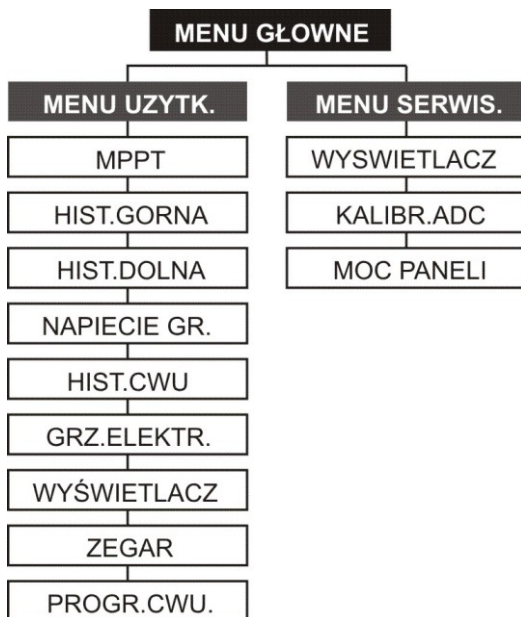 MENU GŁOWNE
MENU UZYTK.
MPPT
HIST.GORNA
HIST.DOLNA
NAPIECIE GR.
HIST.CWU
GRZ.ELEKTR.
WYŚWIETLACZ
ZEGAR
PROGR.CWU.
MENU SERWIS.
WYSWIETLACZ
KALIBR.ADC
MOC PANELI